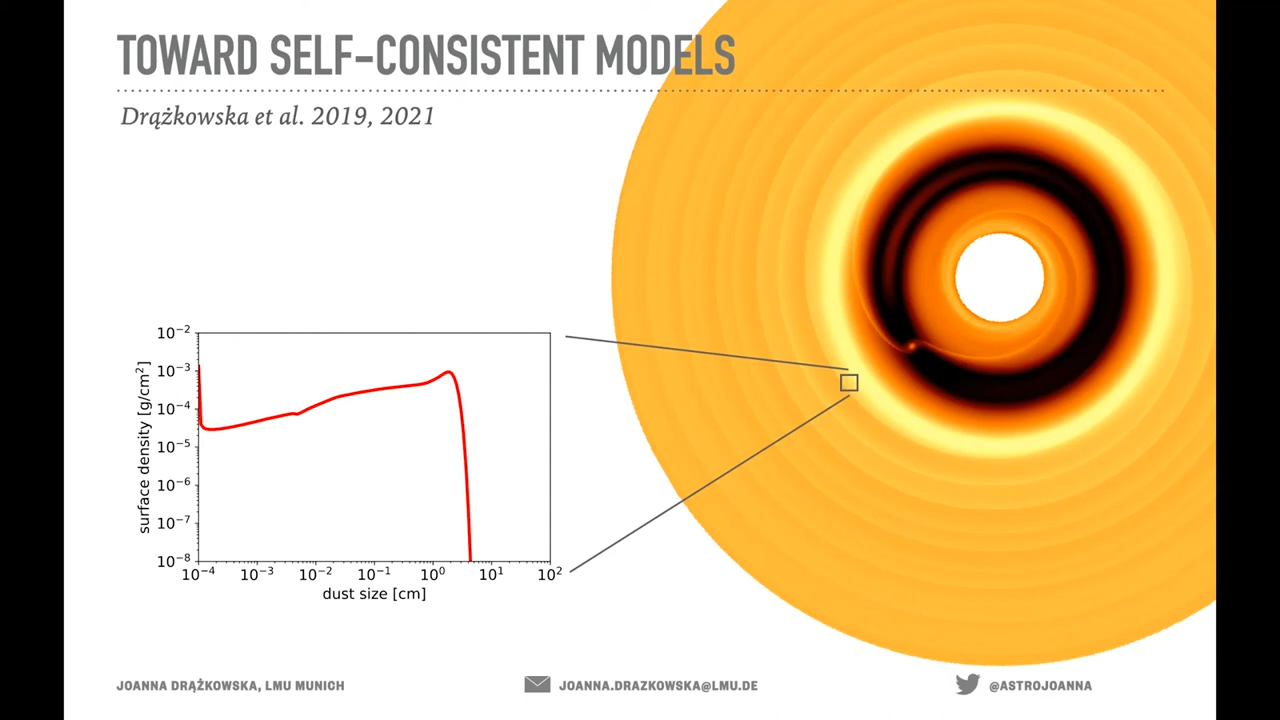 TOWARD SELF-CONSISTENT MODELS
Drążkowska et al. 2019, 2021
10⁻²
10⁻³
10⁻⁴
10⁻⁵
10⁻⁶
10⁻⁷
10⁻⁸
surface density [g/cm²]
10⁻⁴ 10⁻³ 10⁻² 10⁻¹ 10⁰ 10¹ 10²
dust size [cm]
JOANNA DRĄŻKOWSKA, LMU MUNICH
JOANNA.DRAZKOWSKA@LMU.DE
@ASTROJOANNA